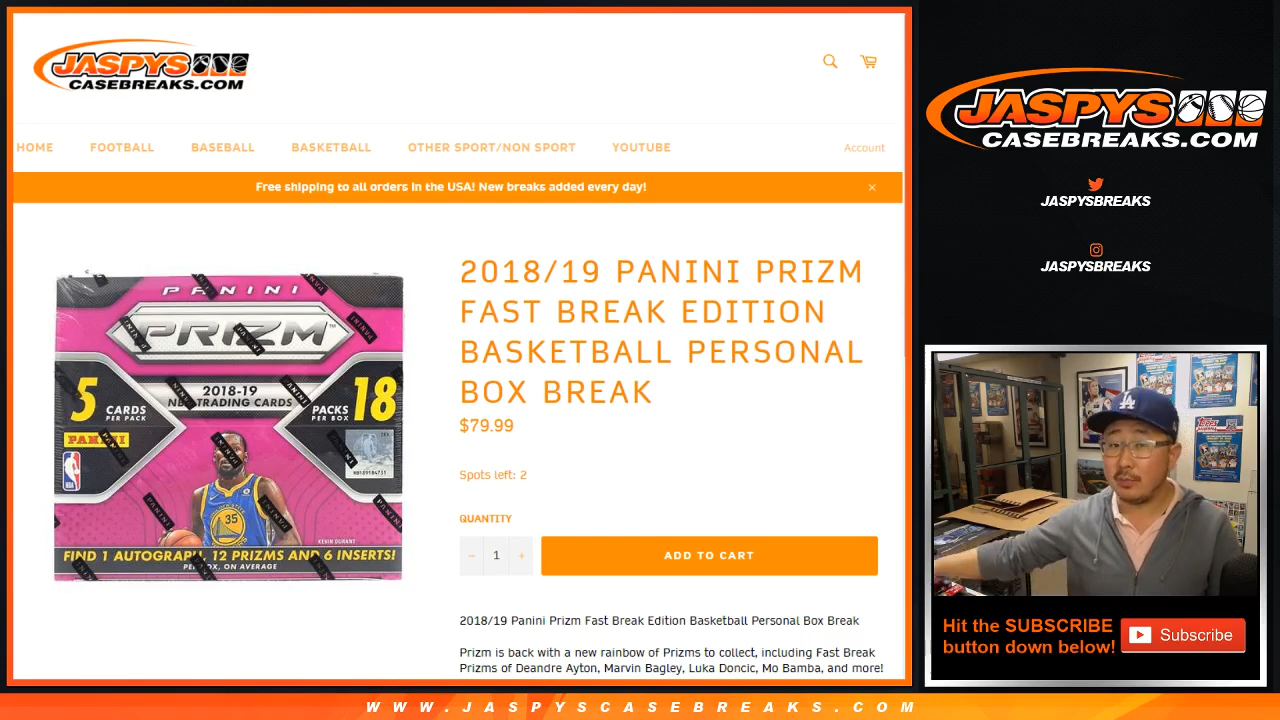 JASPYS
CASEBREAKS.COM
HOME FOOTBALL BASEBALL BASKETBALL OTHER SPORT/NON SPORT YOUTUBE Account
Free shipping to all orders in the USA! New breaks added every day!
PANINI
PRIZM
2018-19
NBA TRADING CARDS
5 CARDS
PER PACK
PACKS 18
PER BOX
PANINI
NBA
35
KEVIN DURANT
FIND 1 AUTOGRAPH, 12 PRIZMS AND 6 INSERTS!
PER BOX, ON AVERAGE
2018/19 PANINI PRIZM
FAST BREAK EDITION
BASKETBALL PERSONAL
BOX BREAK
$79.99
Spots left: 2
QUANTITY
− 1 +
ADD TO CART
2018/19 Panini Prizm Fast Break Edition Basketball Personal Box Break
Prizm is back with a new rainbow of Prizms to collect, including Fast Break
Prizms of Deandre Ayton, Marvin Bagley, Luka Doncic, Mo Bamba, and more!
JASPYS
CASEBREAKS.COM
JASPYSBREAKS
JASPYSBREAKS
LA
Hit the SUBSCRIBE
button down below!
Subscribe
WWW.JASPYSCASEBREAKS.COM